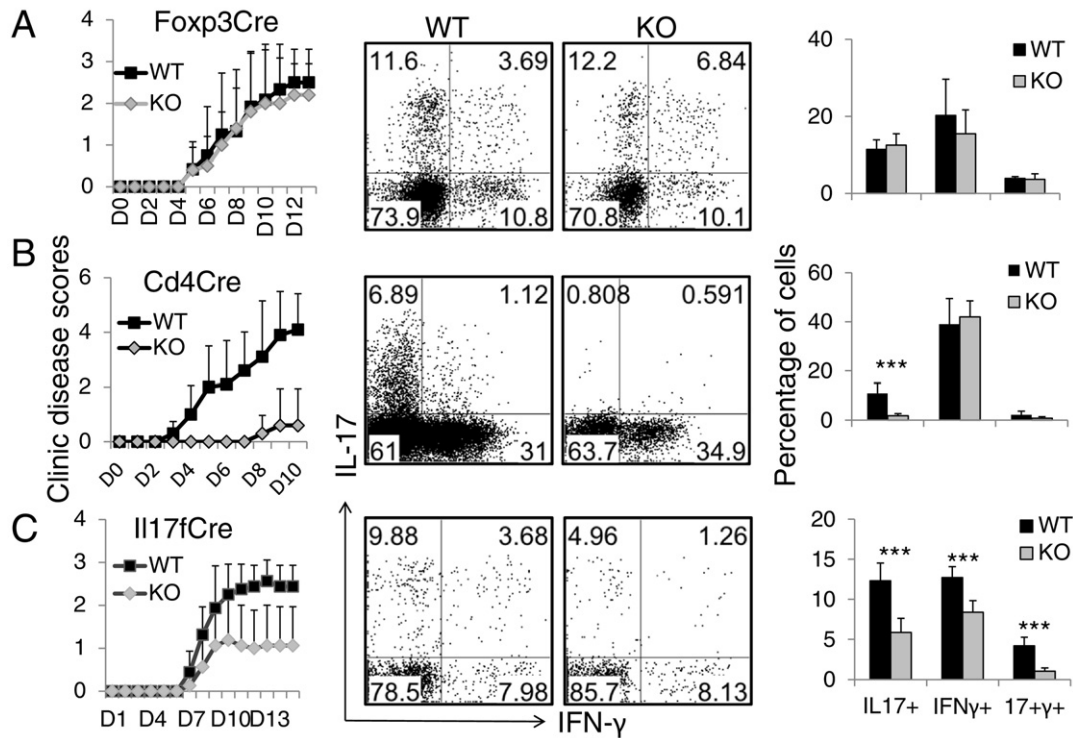 A
Foxp3Cre
4
3
2
1
0
WT
KO
D0
D2
D4
D6
D8
D10
D12
WT
KO
11.6
3.69
73.9
10.8
12.2
6.84
70.8
10.1
40
20
0
WT
KO
B
Cd4Cre
6
4
2
0
WT
KO
D0
D2
D4
D6
D8
D10
Clinic disease scores
6.89
1.12
61
31
0.808
0.591
63.7
34.9
IL-17
60
40
20
0
WT
KO
***
Percentage of cells
C
Il17fCre
4
3
2
1
0
WT
KO
D1
D4
D7
D10
D13
9.88
3.68
78.5
7.98
4.96
1.26
85.7
8.13
IFN-γ
20
15
10
5
0
WT
KO
***
***
***
IL17+
IFNγ+
17+γ+